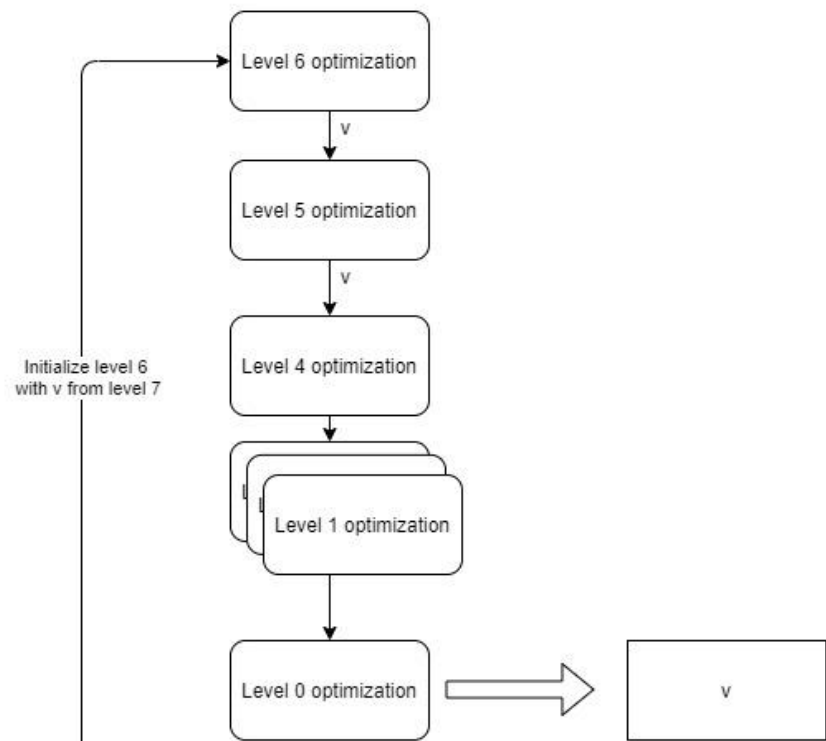 Level 6 optimization
v
Level 5 optimization
v
Initialize level 6
with v from level 7
Level 4 optimization
L
L
Level 1 optimization
Level 0 optimization
v